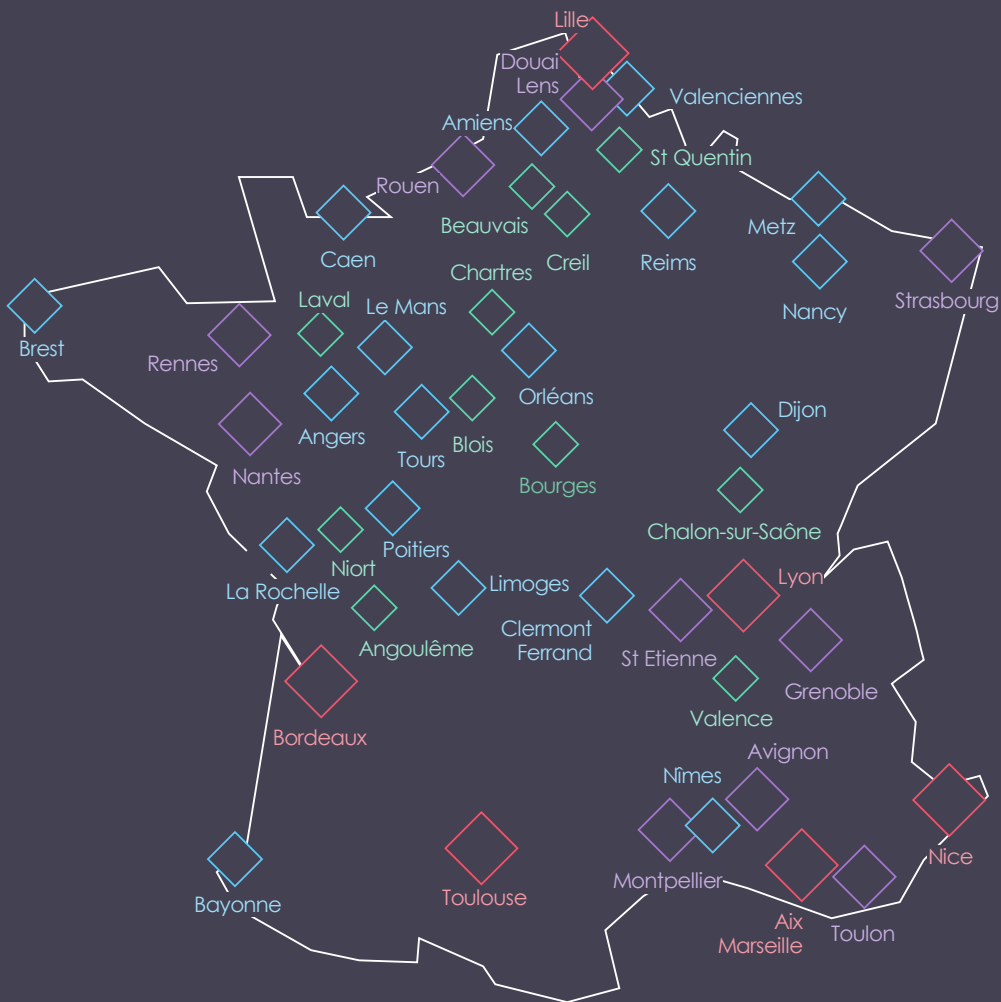 Lille
Douai
Lens
Valenciennes
Amiens
St Quentin
Rouen
Beauvais
Creil
Reims
Metz
Caen
Chartres
Nancy
Strasbourg
Laval
Le Mans
Brest
Rennes
Orléans
Angers
Tours
Blois
Dijon
Nantes
Bourges
Chalon-sur-Saône
Poitiers
Niort
La Rochelle
Limoges
Lyon
Clermont
Ferrand
Angoulême
St Etienne
Grenoble
Valence
Bordeaux
Avignon
Nîmes
Nice
Montpellier
Toulouse
Bayonne
Aix
Marseille
Toulon